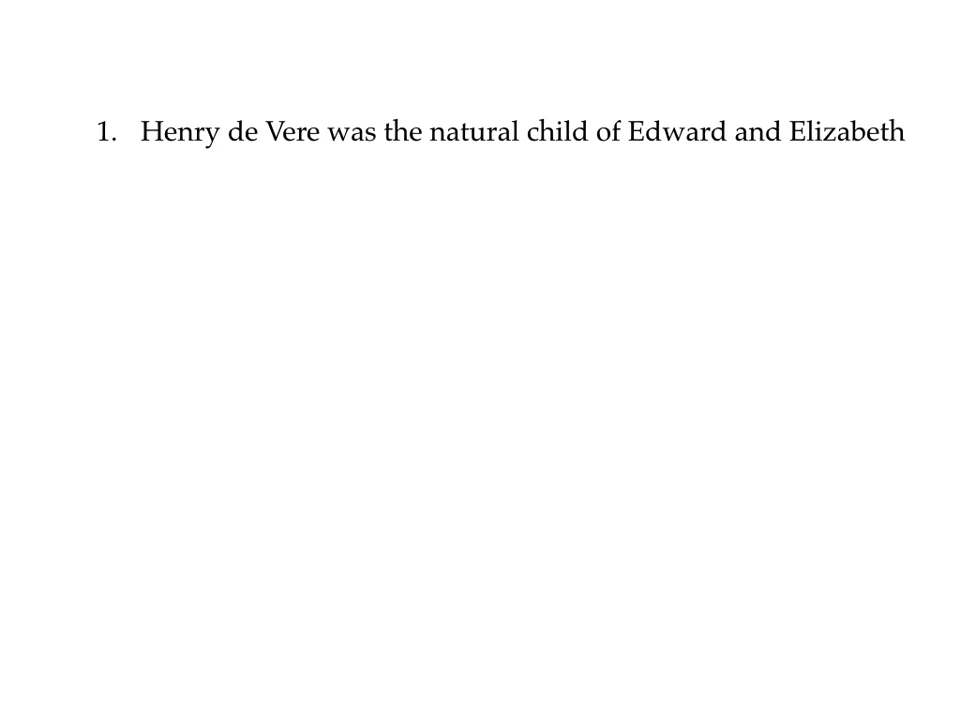 1. Henry de Vere was the natural child of Edward and Elizabeth